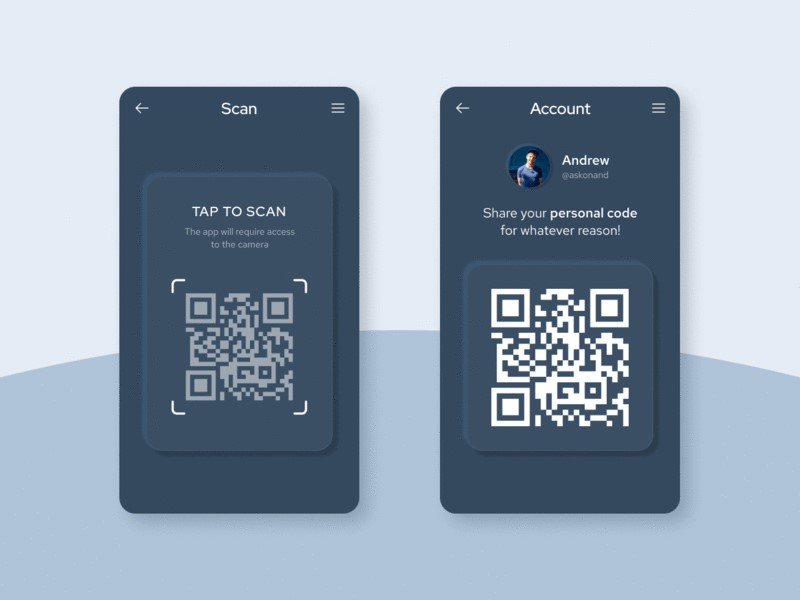 Scan
TAP TO SCAN
The app will require access
to the camera
Account
Andrew
@askonand
Share your personal code
for whatever reason!